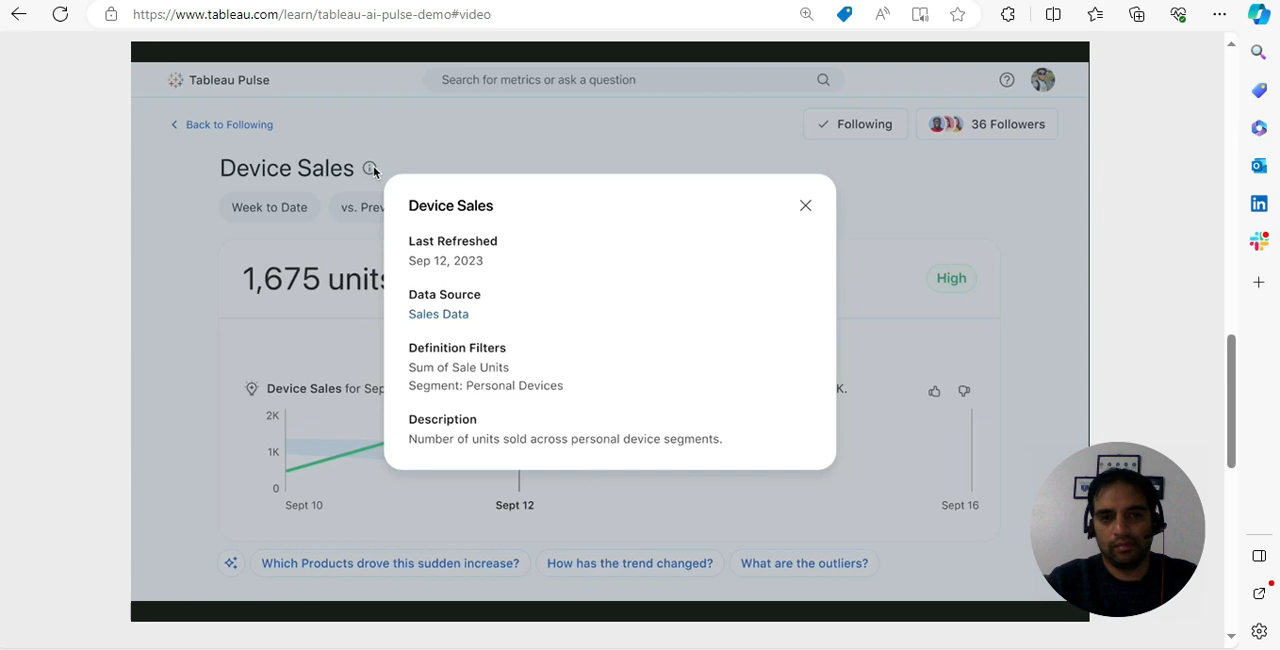 https://www.tableau.com/learn/tableau-ai-pulse-demo#video
Tableau Pulse
Search for metrics or ask a question
Back to Following
Following
36 Followers
Device Sales
Week to Date
vs. Prev
1,675 units
High
Device Sales
Last Refreshed
Sep 12, 2023
Data Source
Sales Data
Definition Filters
Sum of Sale Units
Segment: Personal Devices
Description
Number of units sold across personal device segments.
Device Sales for Sep
K.
2K
1K
0
Sept 10
Sept 12
Sept 16
Which Products drove this sudden increase?
How has the trend changed?
What are the outliers?